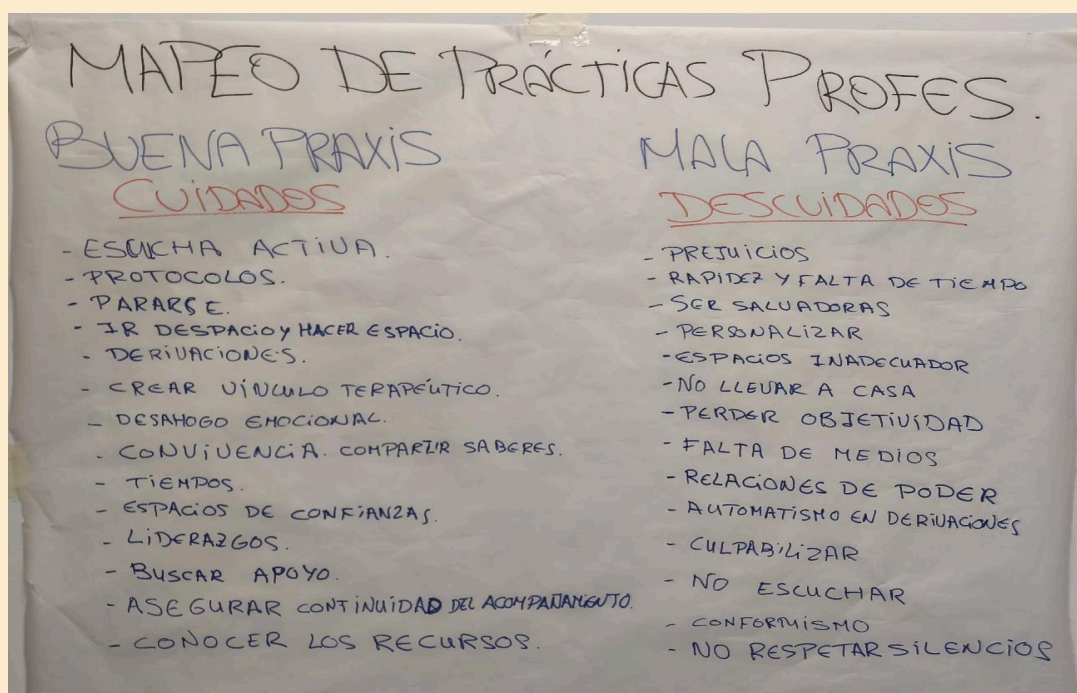 MAPEO DE PRÁCTICAS PROFES.
BUENA PRAXIS
CUIDADOS
- ESCUCHA ACTIVA.
- PROTOCOLOS.
- PARARSE.
- IR DESPACIO Y HACER ESPACIO.
- DERIVACIONES.
- CREAR VÍNCULO TERAPÉUTICO.
- DESAHOGO EMOCIONAL.
. CONVIVENCIA. COMPARTIR SABERES.
- TIEMPOS.
- ESPACIOS DE CONFIANZAS.
- LIDERAZGOS.
- BUSCAR APOYO.
- ASEGURAR CONTINUIDAD DEL ACOMPAÑAMIENTO.
- CONOCER LOS RECURSOS.
MALA PRAXIS
DESCUIDADOS
- PREJUICIOS
- RAPIDEZ Y FALTA DE TIEMPO
- SER SALVADORAS
- PERSONALIZAR
- ESPACIOS INADECUADOR
- NO LLEVAR A CASA
- PERDER OBJETIVIDAD
- FALTA DE MEDIOS
- RELACIONES DE PODER
- AUTOMATISMO EN DERIVACIONES
- CULPABILIZAR
- NO ESCUCHAR
- CONFORMISMO
- NO RESPETAR SILENCIOS